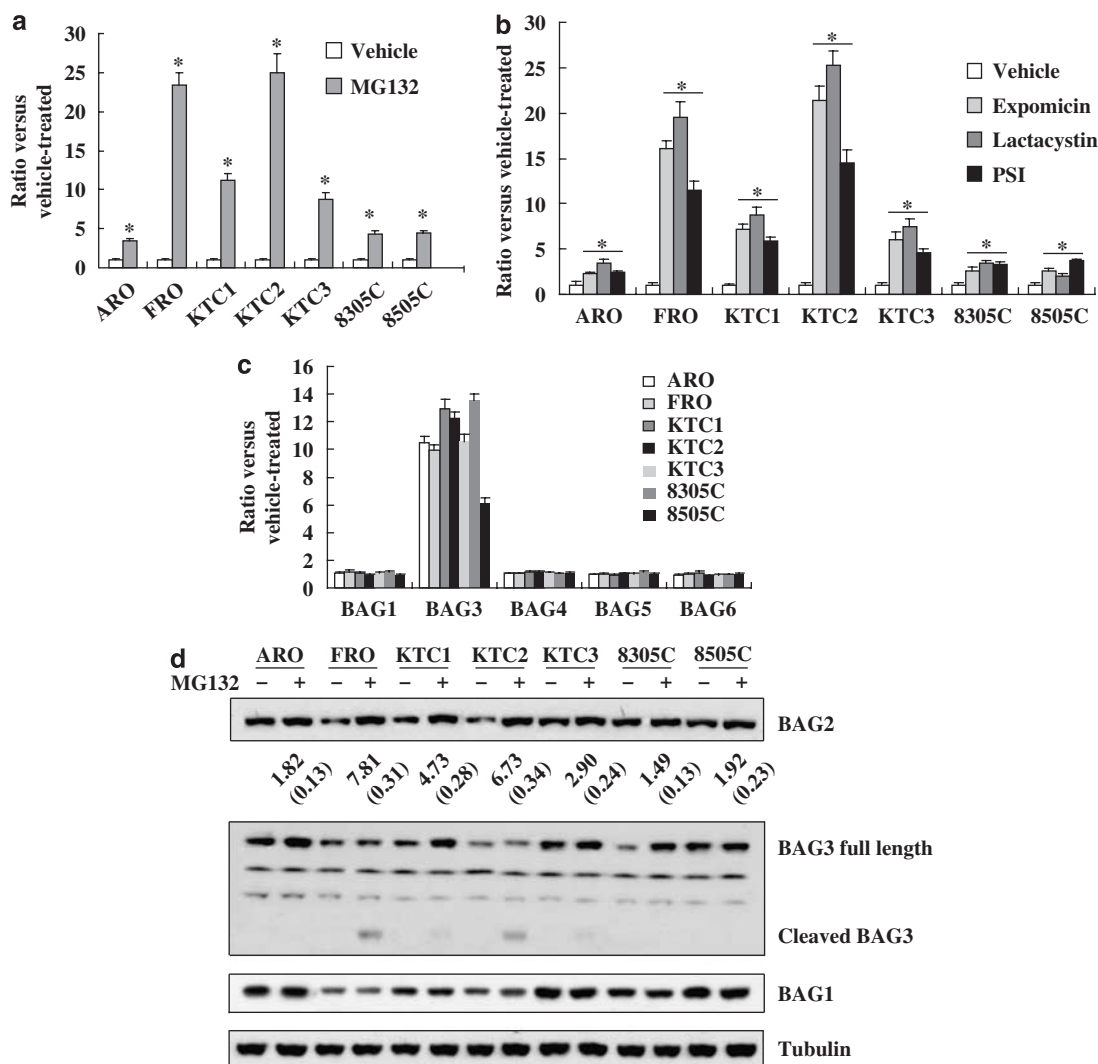 a
Ratio versus
vehicle-treated
30
25
20
15
10
5
0
Vehicle
MG132
*
*
*
*
*
*
*
ARO
FRO
KTC1
KTC2
KTC3
8305C
8505C
b
Ratio versus vehicle-treated
30
25
20
15
10
5
0
Vehicle
Expomicin
Lactacystin
PSI
*
*
*
*
*
*
*
ARO FRO KTC1 KTC2 KTC3 8305C 8505C
c
Ratio versus
vehicle-treated
16
14
12
10
8
6
4
2
0
ARO
FRO
KTC1
KTC2
KTC3
8305C
8505C
BAG1 BAG3 BAG4 BAG5 BAG6
d
ARO FRO KTC1 KTC2 KTC3 8305C 8505C
MG132 – + – + – + – + – + – + – +
BAG2
1.82 (0.13)
7.81 (0.31)
4.73 (0.28)
6.73 (0.34)
2.90 (0.24)
1.49 (0.13)
1.92 (0.23)
BAG3 full length
Cleaved BAG3
BAG1
Tubulin